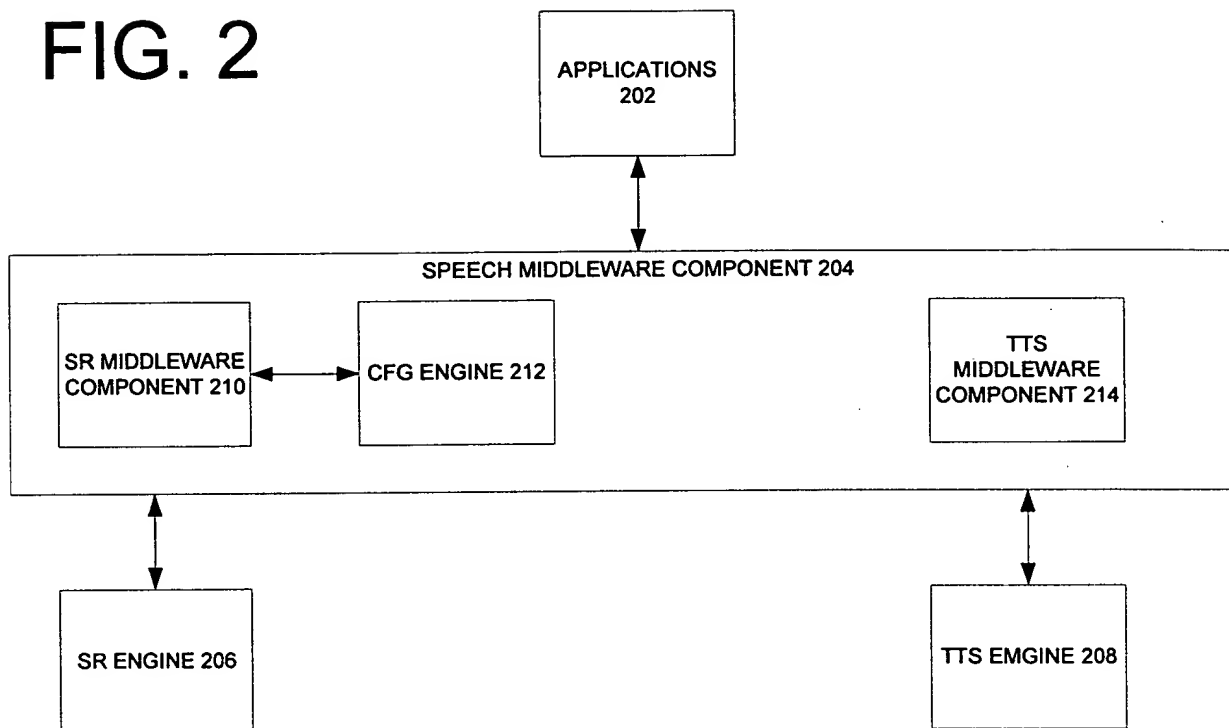 FIG. 2
APPLICATIONS
202
SPEECH MIDDLEWARE COMPONENT 204
SR MIDDLEWARE
COMPONENT 210
CFG ENGINE 212
TTS
MIDDLEWARE
COMPONENT 214
SR ENGINE 206
TTS EMGINE 208